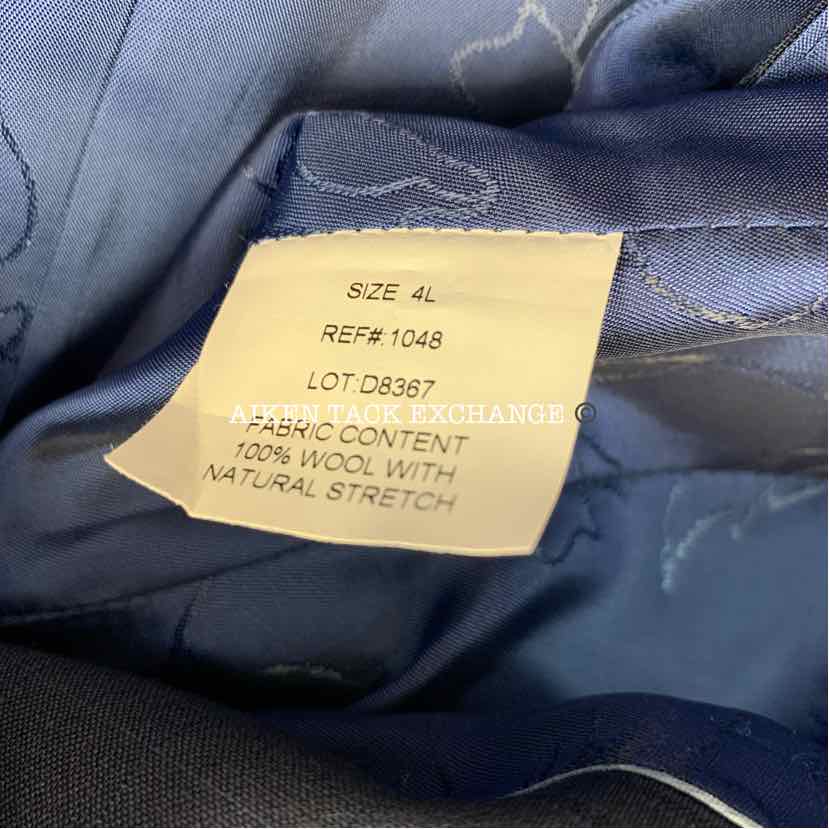 SIZE 4L
REF#:1048
LOT:D8367
AIKEN TACK EXCHANGE ©
FABRIC CONTENT
100% WOOL WITH
NATURAL STRETCH